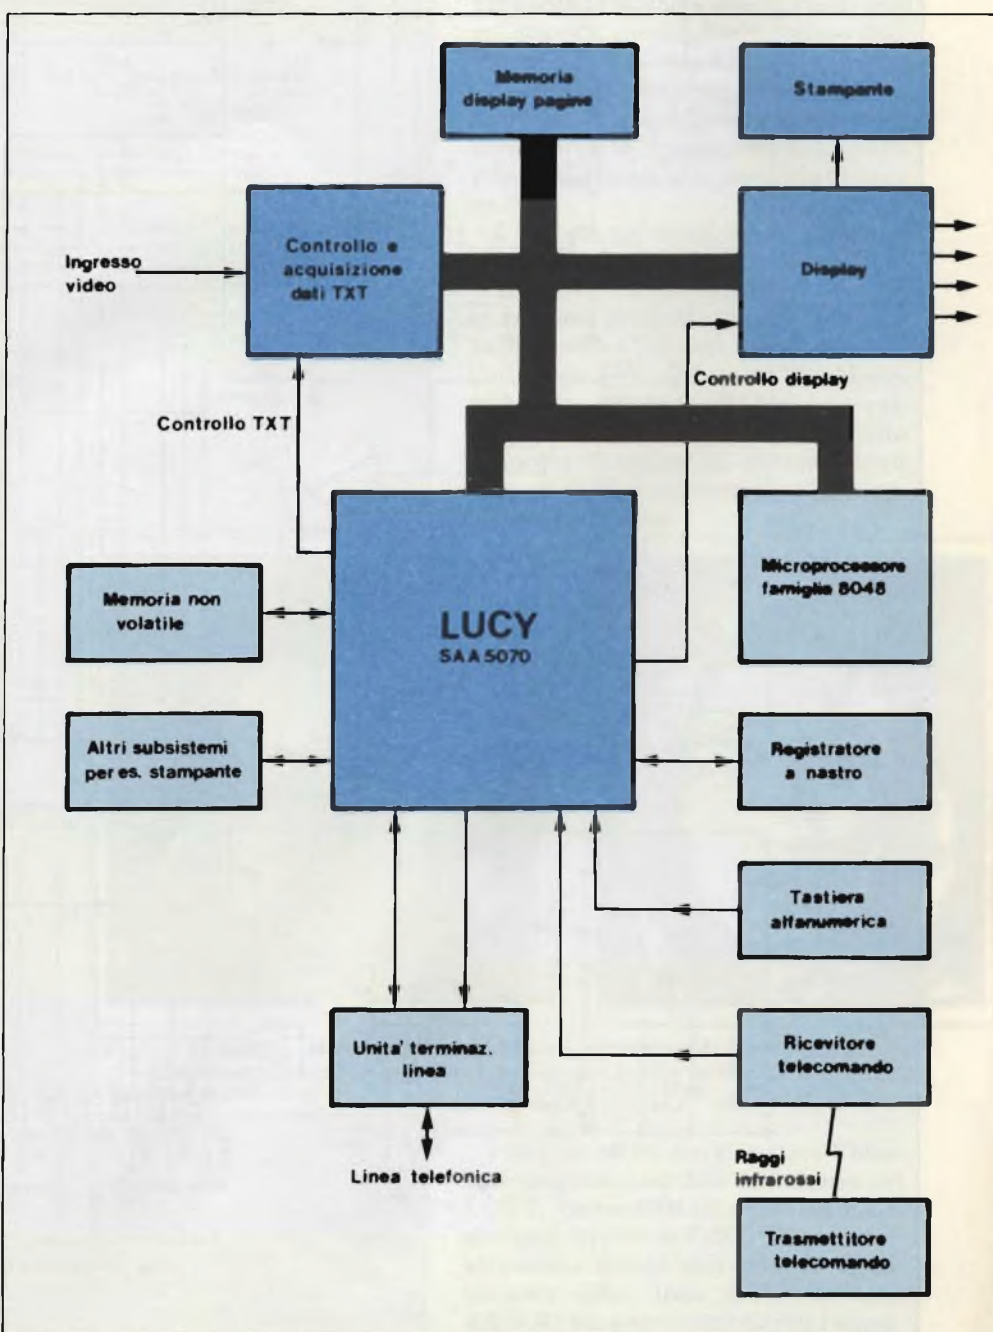 Memoria
display pagine
Stampante
Controllo e
acquisizione
dati TXT
Ingresso
video
Display
Controllo display
Controllo TXT
LUCY
SAA 5070
Microprocessore
famiglia 8048
Memoria non
volatile
Altri subsistemi
per es. stampante
Registratore
a nastro
Tastiera
alfanumerica
Unita' terminaz.
linea
Ricevitore
telecomando
Linea telefonica
Raggi
infrarossi
Trasmettitore
telecomando